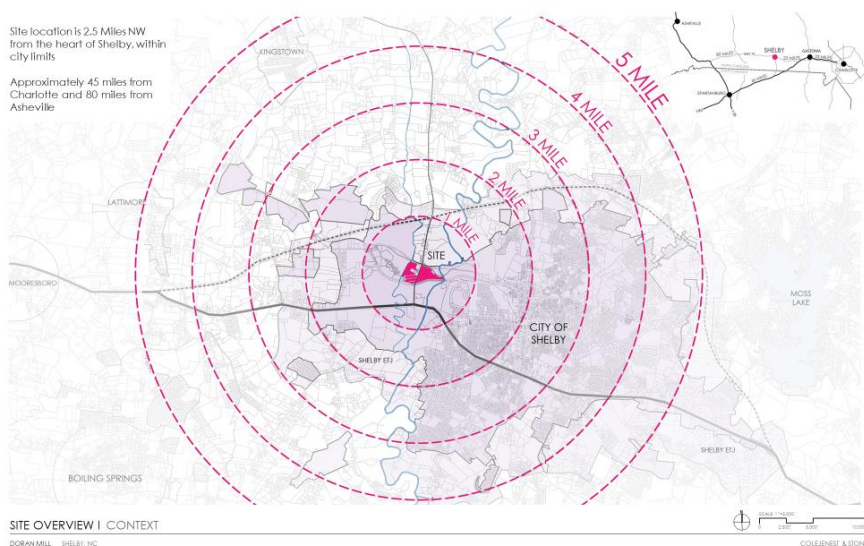 Site location is 2.5 Miles NW
from the heart of Shelby, within
city limits
Approximately 45 miles from
Charlotte and 80 miles from
Asheville
KINGSTOWN
ASHEVILLE
SHELBY
GASTONIA
CHARLOTTE
SPARTANBURG
5 MILE
4 MILE
3 MILE
2 MILE
1 MILE
LATTIMORE
SITE
MOORESBORO
MOSS
LAKE
CITY OF
SHELBY
SHELBY ETJ
SHELBY ETJ
BOILING SPRINGS
SITE OVERVIEW | CONTEXT
DORAN MILL SHELBY, NC
COLEJENEST & STON